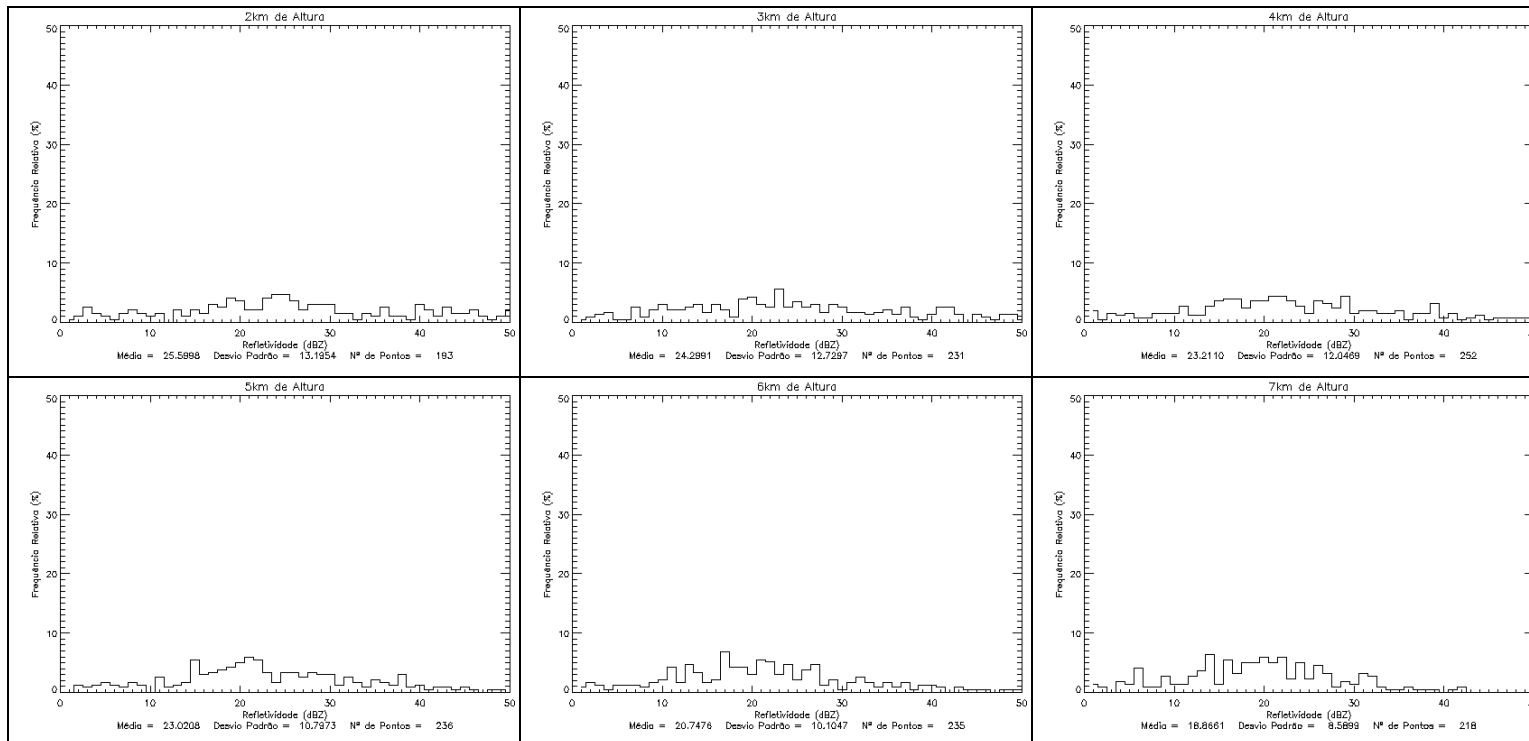 2km de Altura
50
40
30
20
10
0
Frequência Relativa (%)
0 10 20 30 40 50
Refletividade (dBZ)
Média = 25.5998 Desvio Padrão = 13.1954 Nº de Pontos = 193
3km de Altura
50
40
30
20
10
0
Frequência Relativa (%)
0 10 20 30 40 50
Refletividade (dBZ)
Média = 24.2991 Desvio Padrão = 12.7297 Nº de Pontos = 231
4km de Altura
50
40
30
20
10
0
Frequência Relativa (%)
0 10 20 30 40
Refletividade (dBZ)
Média = 23.2110 Desvio Padrão = 12.0469 Nº de Pontos = 252
5km de Altura
50
40
30
20
10
0
Frequência Relativa (%)
0 10 20 30 40 50
Refletividade (dBZ)
Média = 23.0208 Desvio Padrão = 10.7973 Nº de Pontos = 236
6km de Altura
50
40
30
20
10
0
Frequência Relativa (%)
0 10 20 30 40 50
Refletividade (dBZ)
Média = 20.7476 Desvio Padrão = 10.1047 Nº de Pontos = 235
7km de Altura
50
40
30
20
10
0
Frequência Relativa (%)
0 10 20 30 40
Refletividade (dBZ)
Média = 18.8661 Desvio Padrão = 8.5899 Nº de Pontos = 218